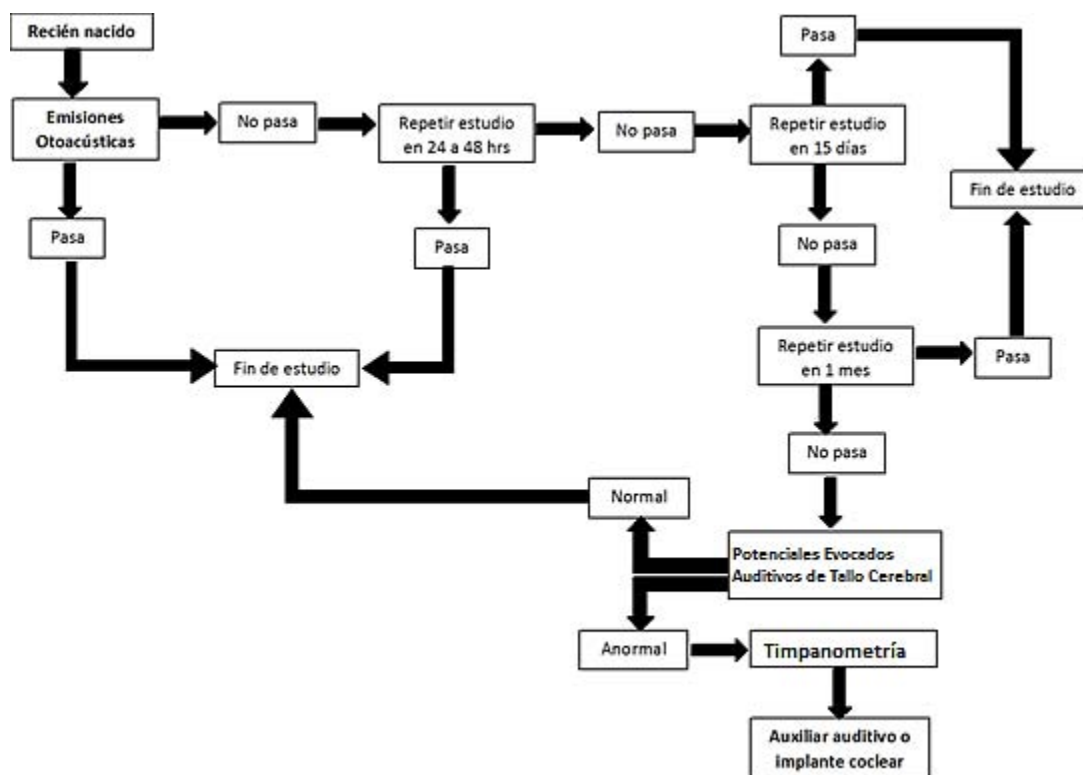 Recién nacido
Emisiones
Otoacústicas
No pasa
Repetir estudio
en 24 a 48 hrs
No pasa
Repetir estudio
en 15 días
Pasa
Fin de estudio
Pasa
Pasa
No pasa
Fin de estudio
Repetir estudio
en 1 mes
Pasa
No pasa
Normal
Potenciales Evocados
Auditivos de Tallo Cerebral
Anormal
Timpanometría
Auxiliar auditivo o
implante coclear